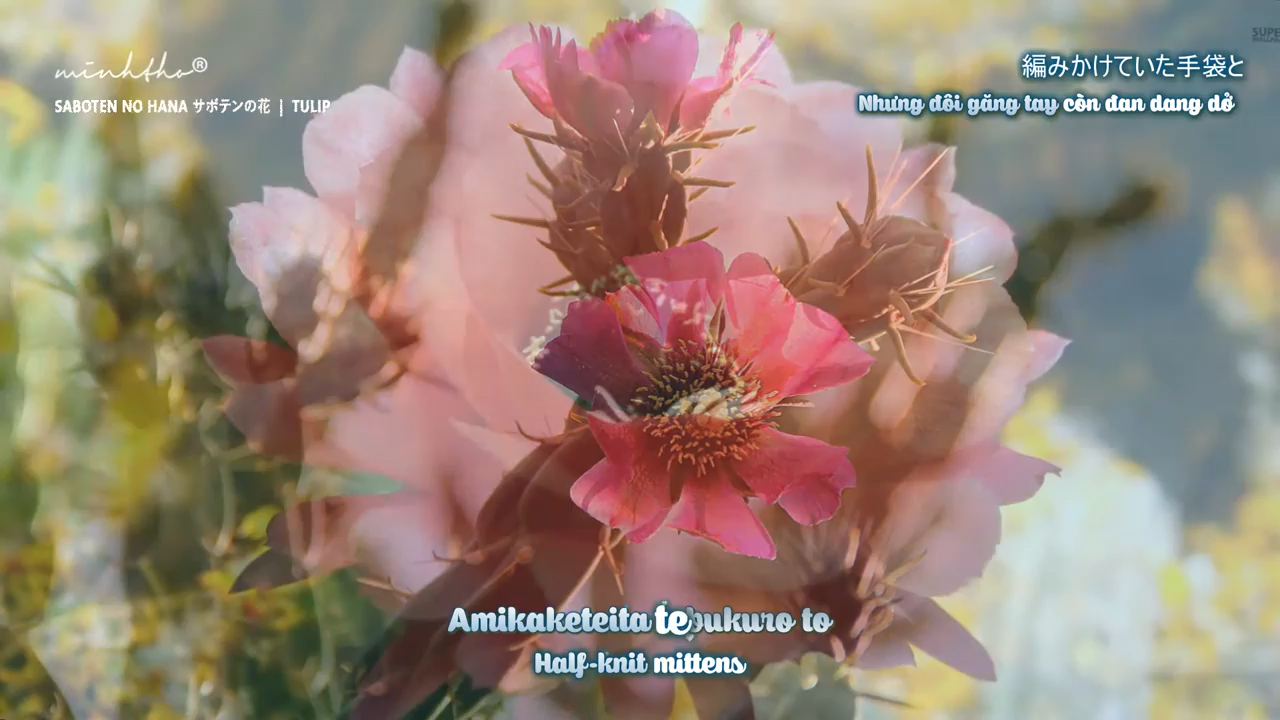 minhtho®
SABOTEN NO HANA サボテンの花 | TULIP
編みかけていた手袋と
Nhưng đôi găng tay còn đan dang dở
Amikaketeita tebukuro to
Half-knit mittens